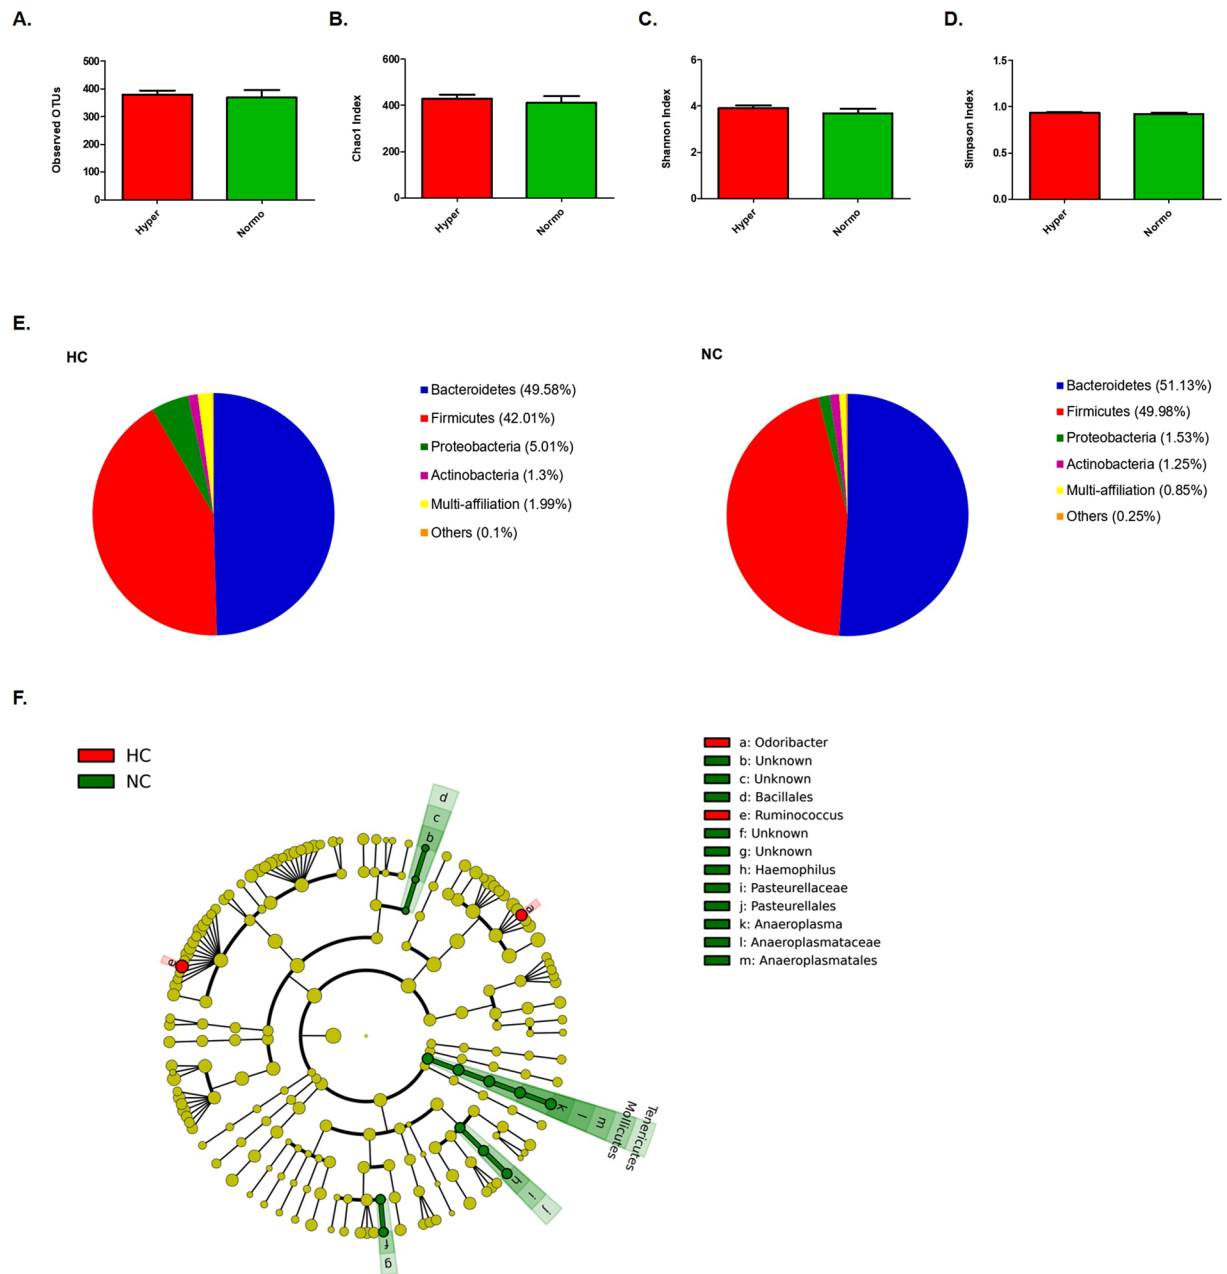 A.
B.
C.
D.
500
400
300
200
100
0
Observed OTUs
Hyper
Normo
600
400
200
0
Chao1 Index
Hyper
Normo
6
4
2
0
Shannon Index
Hyper
Normo
1.5
1.0
0.5
0.0
Simpson Index
Hyper
Normo
E.
HC
Bacteroidetes (49.58%)
Firmicutes (42.01%)
Proteobacteria (5.01%)
Actinobacteria (1.3%)
Multi-affiliation (1.99%)
Others (0.1%)
NC
Bacteroidetes (51.13%)
Firmicutes (49.98%)
Proteobacteria (1.53%)
Actinobacteria (1.25%)
Multi-affiliation (0.85%)
Others (0.25%)
F.
HC
NC
a: Odoribacter
b: Unknown
c: Unknown
d: Bacillales
e: Ruminococcus
f: Unknown
g: Unknown
h: Haemophilus
i: Pasteurellaceae
j: Pasteurellales
k: Anaeroplasma
l: Anaeroplasmataceae
m: Anaeroplasmatales
d
c
b
a
e
k
l
m
Mollicutes
Tenericutes
h
i
j
f
g